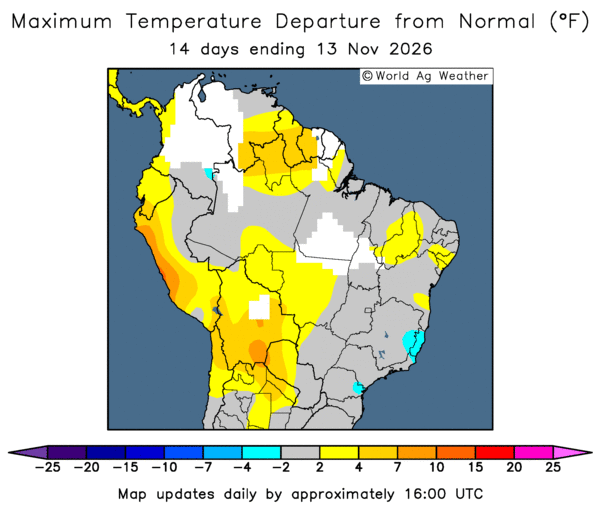 Maximum Temperature Departure from Normal (°F)
14 days ending 13 Nov 2026
©World Ag Weather
-25 -20 -15 -10 -7 -4 -2 2 4 7 10 15 20 25
Map updates daily by approximately 16:00 UTC